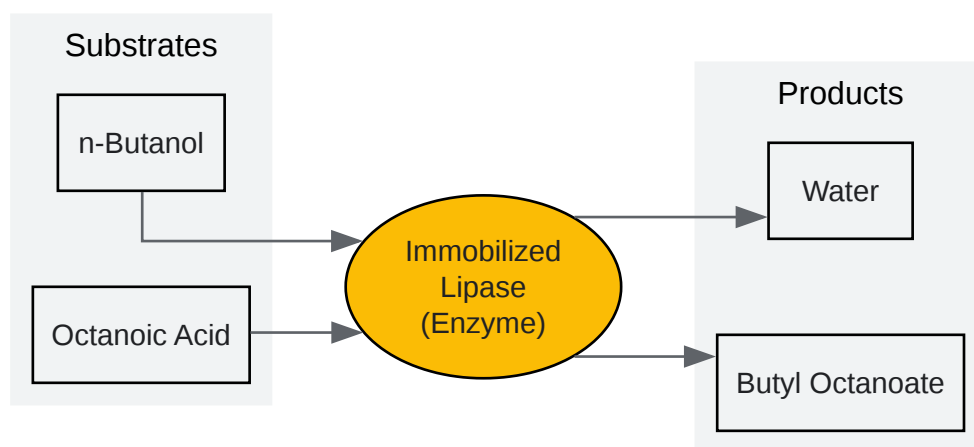 Substrates
n-Butanol
Octanoic Acid
Immobilized
Lipase
(Enzyme)
Products
Water
Butyl Octanoate